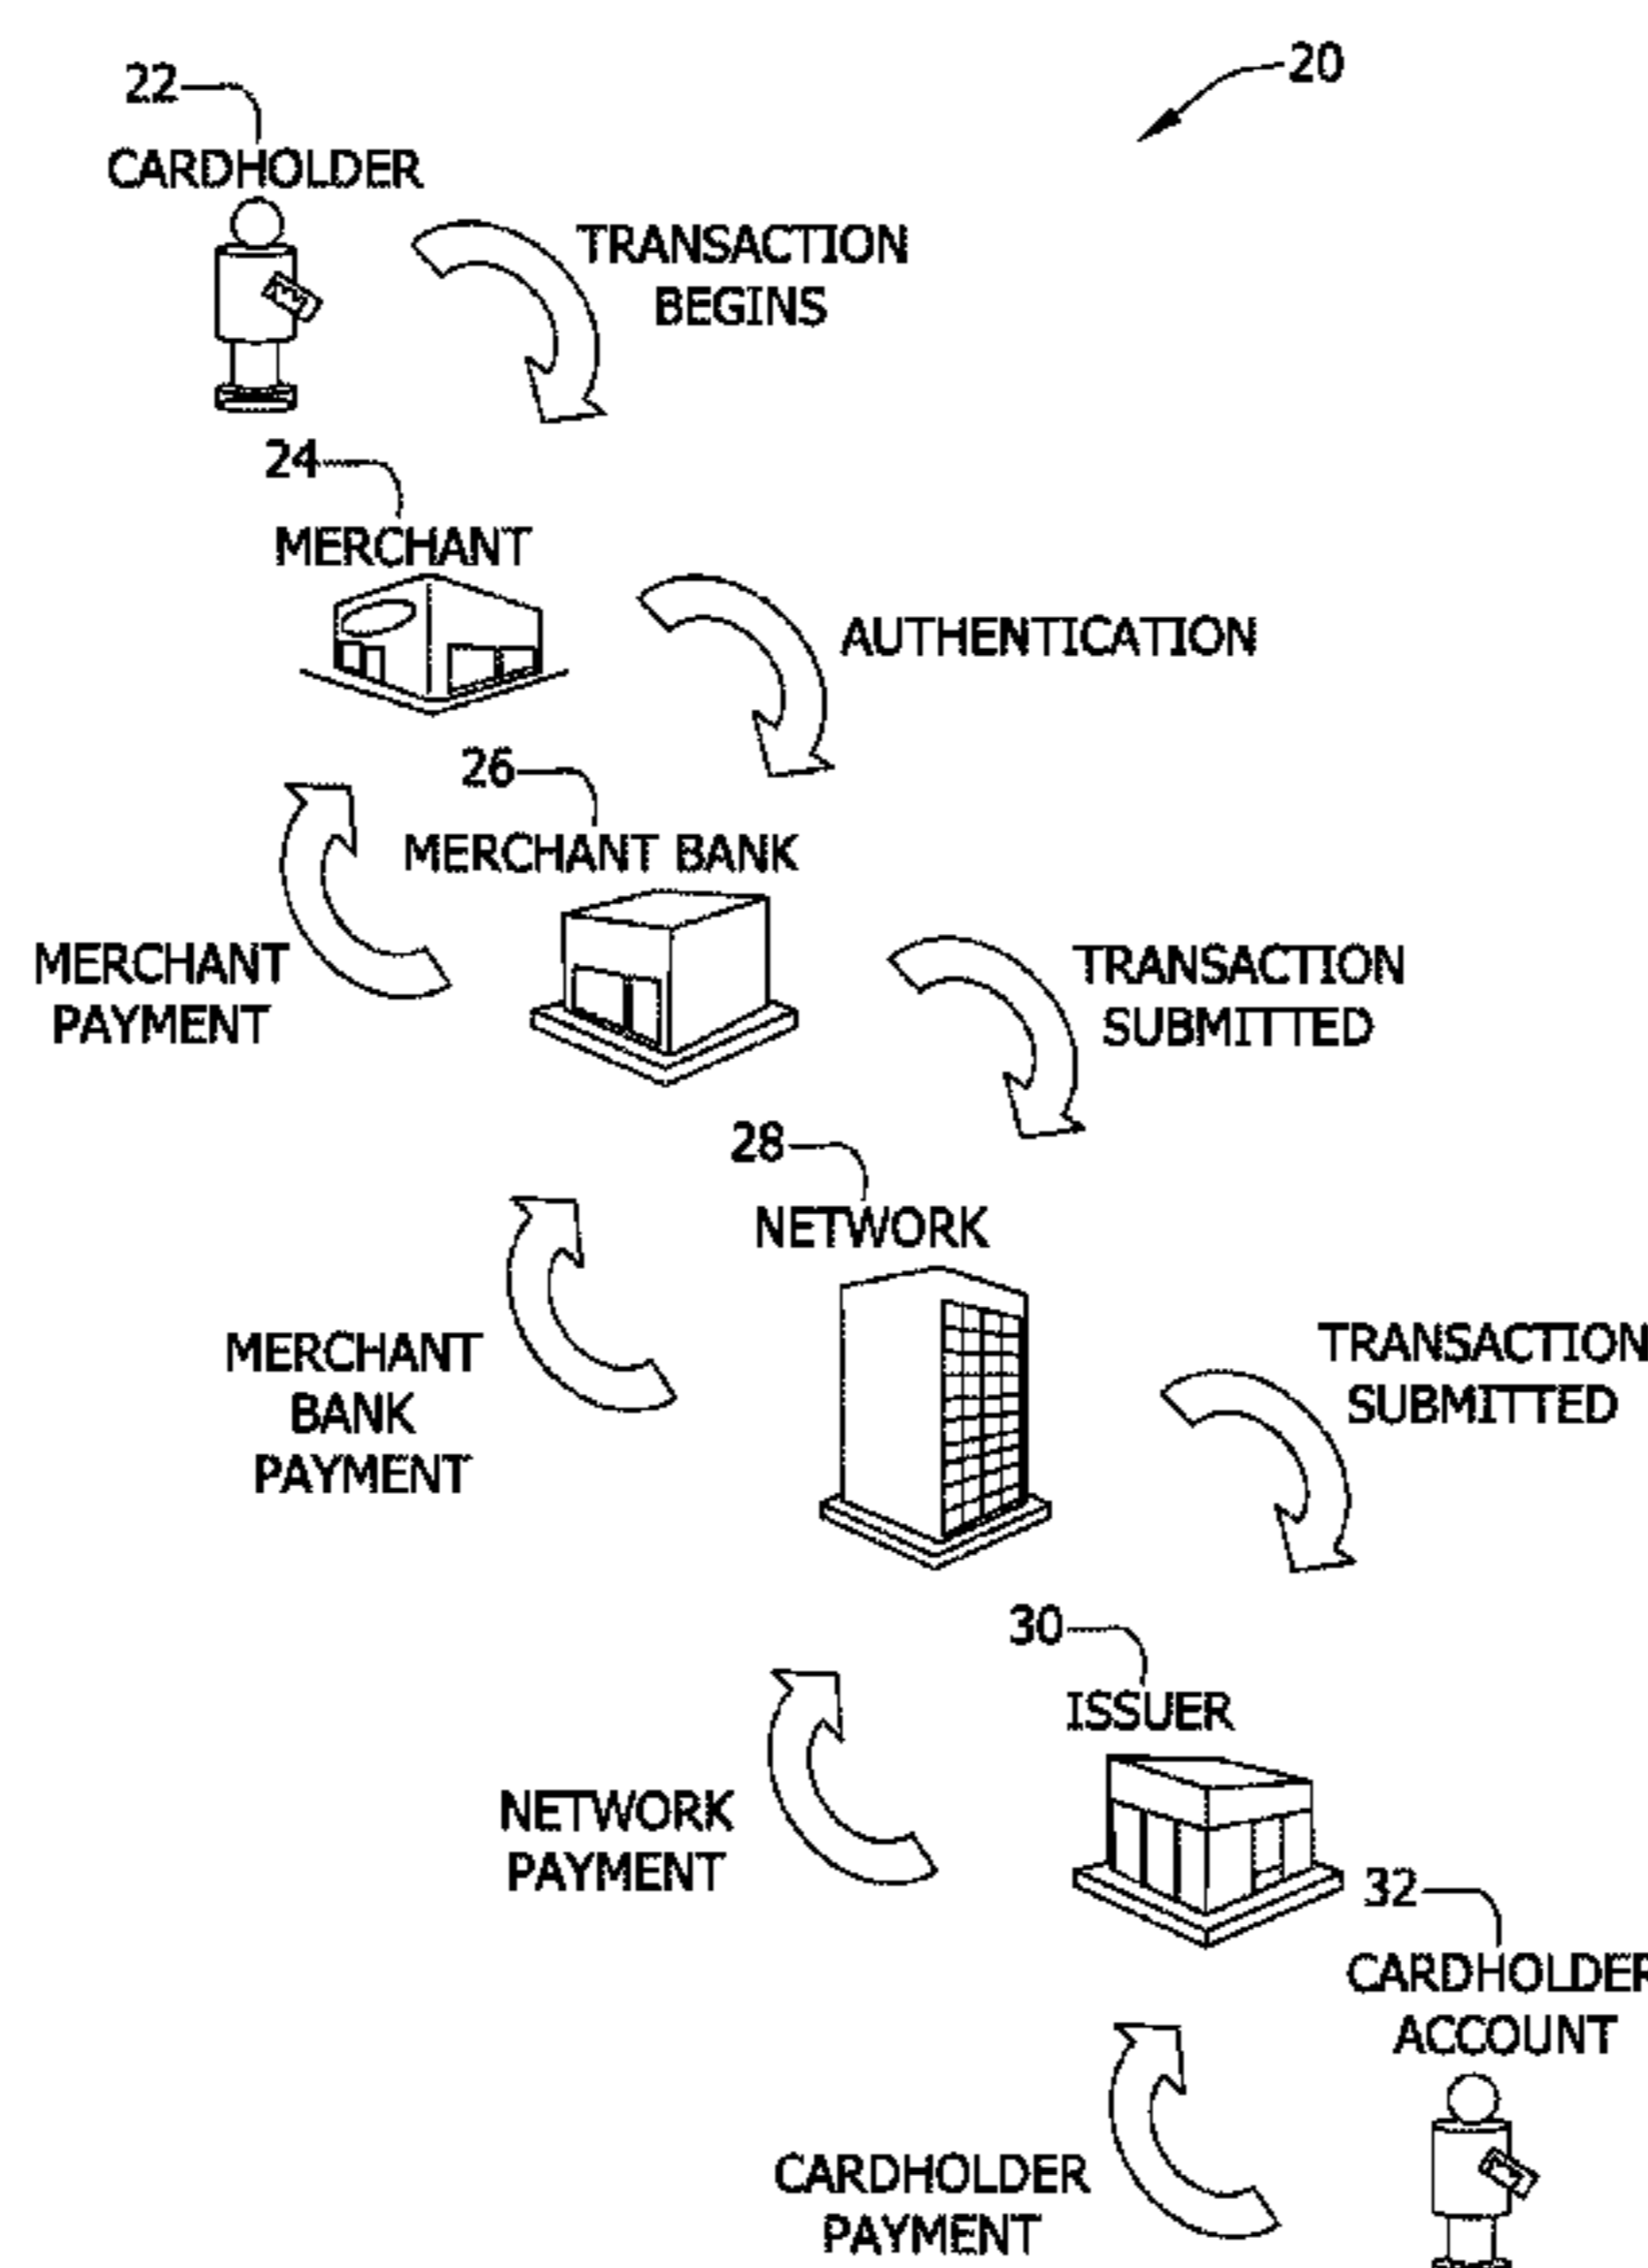 20
22
CARDHOLDER
TRANSACTION
BEGINS
24
MERCHANT
AUTHENTICATION
26
MERCHANT BANK
MERCHANT
PAYMENT
TRANSACTION
SUBMITTED
28
NETWORK
MERCHANT
BANK
PAYMENT
TRANSACTION
SUBMITTED
30
ISSUER
NETWORK
PAYMENT
32
CARDHOLDER
ACCOUNT
CARDHOLDER
PAYMENT